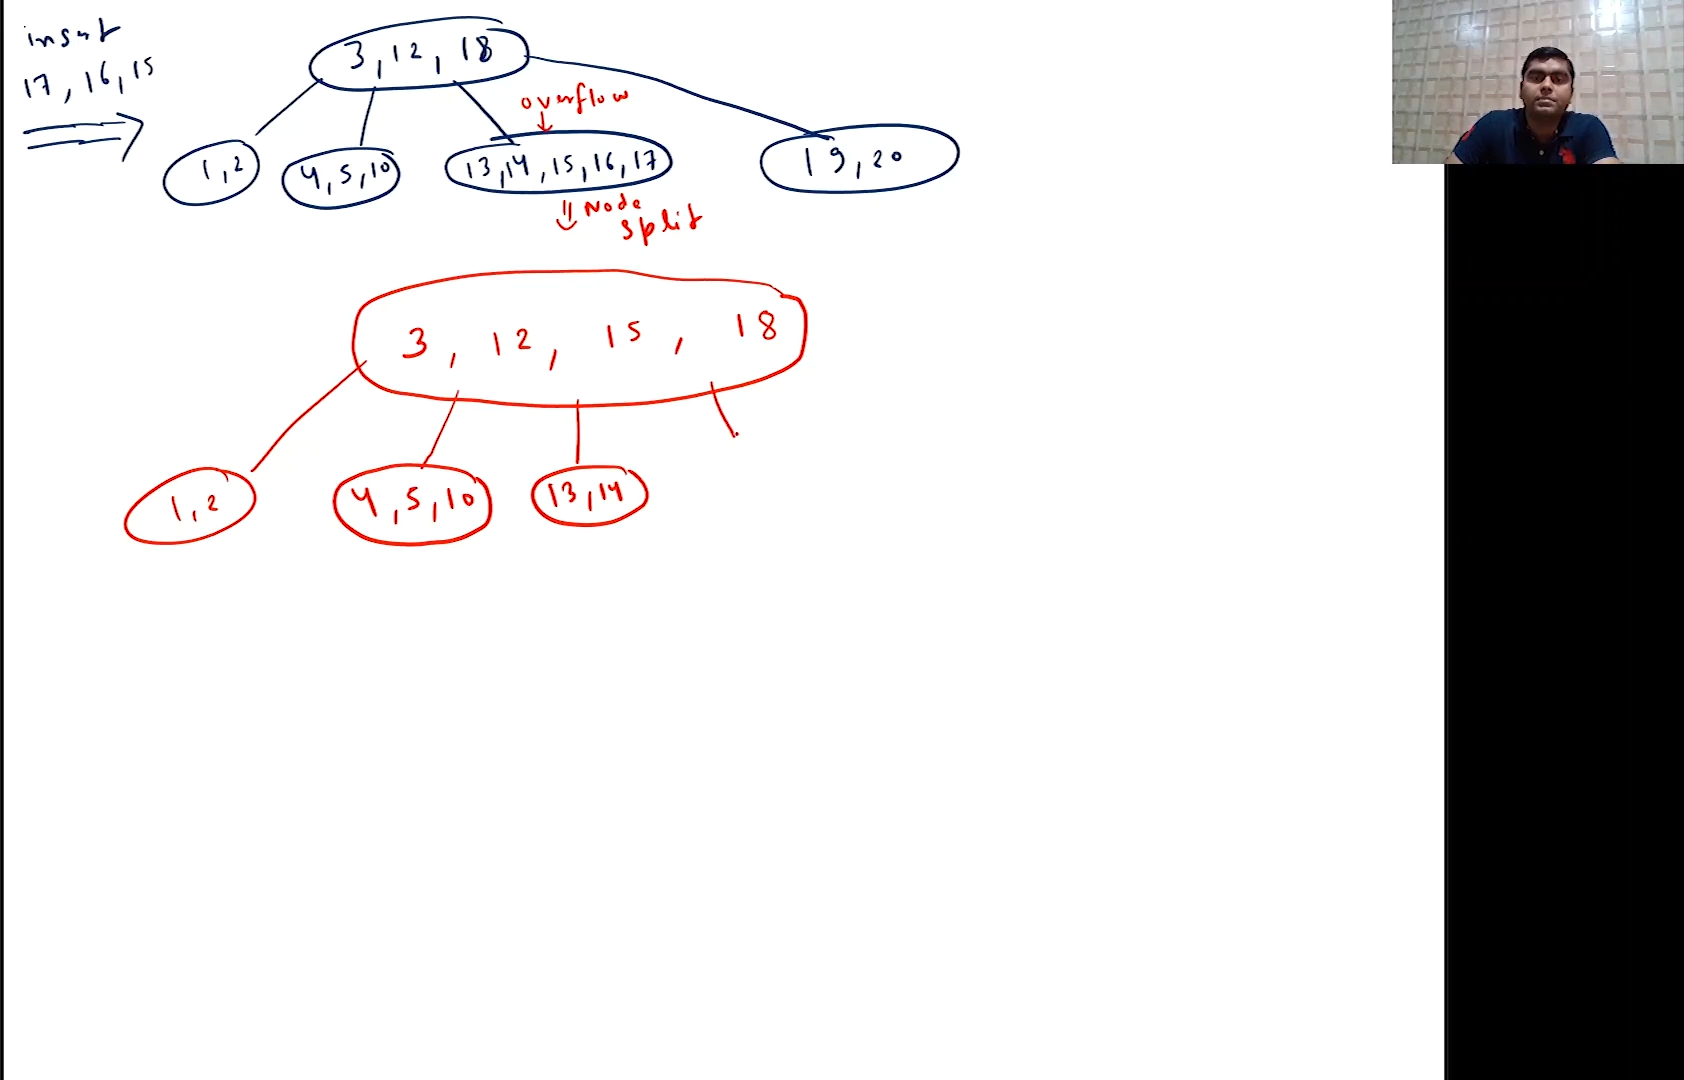 insert
17, 16, 15
3, 12, 18
overflow
1, 2
4, 5, 10
13, 14, 15, 16, 17
19, 20
Node
split
3, 12, 15, 18
1, 2
4, 5, 10
13, 14